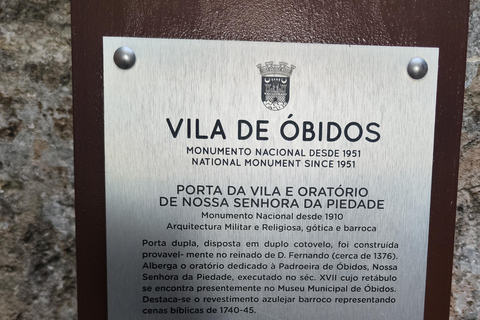 VILA DE ÓBIDOS
MONUMENTO NACIONAL DESDE 1951
NATIONAL MONUMENT SINCE 1951
PORTA DA VILA E ORATÓRIO
DE NOSSA SENHORA DA PIEDADE
Monumento Nacional desde 1910
Arquitectura Militar e Religiosa, gótica e barroca
Porta dupla, disposta em duplo cotovelo, foi construída
provavel- mente no reinado de D. Fernando (cerca de 1376).
Alberga o oratório dedicado à Padroeira de Óbidos, Nossa
Senhora da Piedade, executado no séc. XVII cujo retábulo
se encontra presentemente no Museu Municipal de Óbidos.
Destaca-se o revestimento azulejar barroco representando
cenas bíblicas de 1740-45.